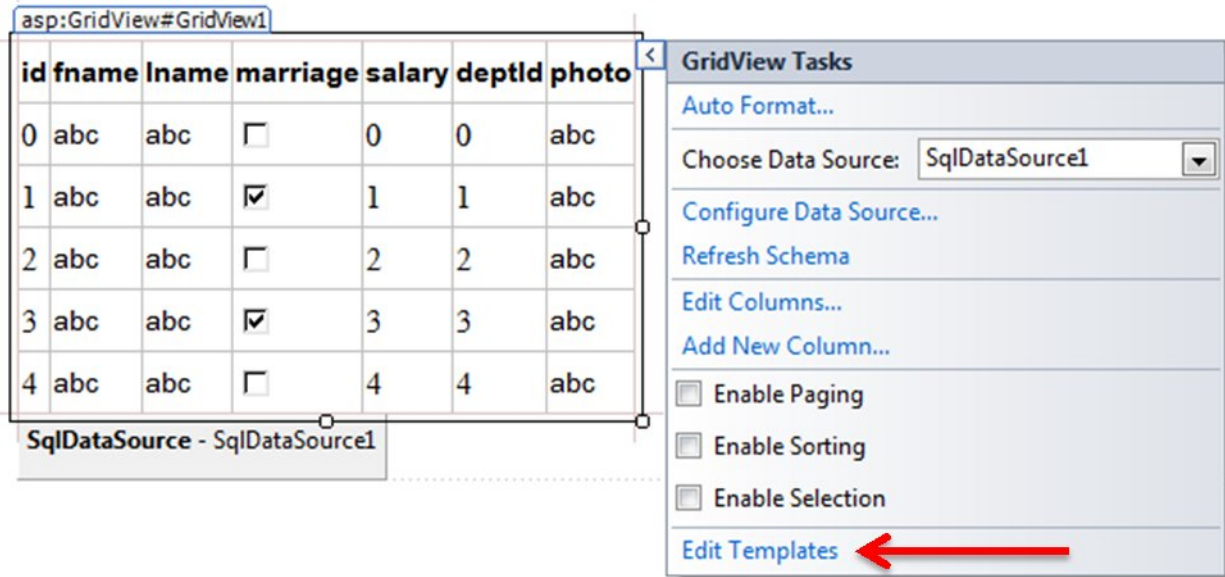 asp:GridView#GridView1
id fname lname marriage salary deptId photo
0 abc abc 0 0 abc
1 abc abc 1 1 abc
2 abc abc 2 2 abc
3 abc abc 3 3 abc
4 abc abc 4 4 abc
SqlDataSource - SqlDataSource1
GridView Tasks
Auto Format...
Choose Data Source: SqlDataSource1
Configure Data Source...
Refresh Schema
Edit Columns...
Add New Column...
Enable Paging
Enable Sorting
Enable Selection
Edit Templates